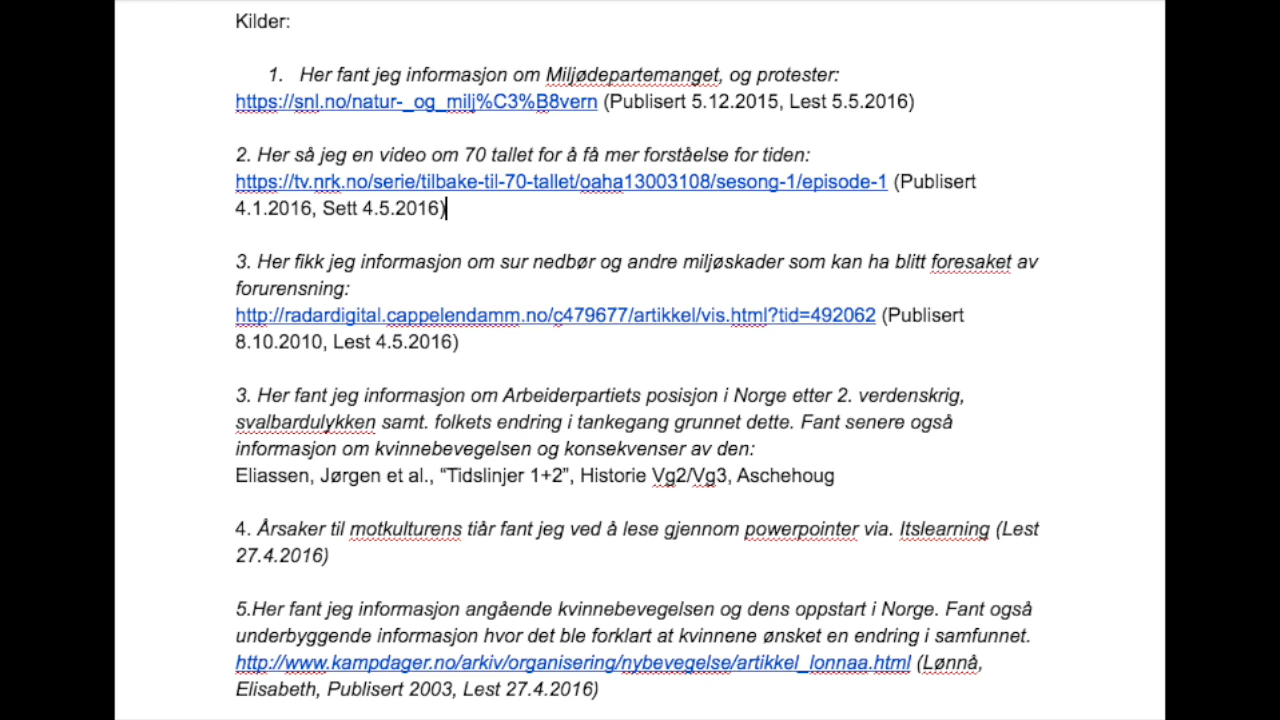 Kilder:
1. Her fant jeg informasjon om Miljødepartemanget, og protester:
https://snl.no/natur-_og_milj%C3%B8vern (Publisert 5.12.2015, Lest 5.5.2016)
2. Her så jeg en video om 70 tallet for å få mer forståelse for tiden:
https://tv.nrk.no/serie/tilbake-til-70-tallet/oaha13003108/sesong-1/episode-1 (Publisert
4.1.2016, Sett 4.5.2016)
3. Her fikk jeg informasjon om sur nedbør og andre miljøskader som kan ha blitt foresaket av
forurensning:
http://radardigital.cappelendamm.no/c479677/artikkel/vis.html?tid=492062 (Publisert
8.10.2010, Lest 4.5.2016)
3. Her fant jeg informasjon om Arbeiderpartiets posisjon i Norge etter 2. verdenskrig,
svalbardulykken samt. folkets endring i tankegang grunnet dette. Fant senere også
informasjon om kvinnebevegelsen og konsekvenser av den:
Eliassen, Jørgen et al., “Tidslinjer 1+2”, Historie Vg2/Vg3, Aschehoug
4. Årsaker til motkulturens tiår fant jeg ved å lese gjennom powerpointer via. Itslearning (Lest
27.4.2016)
5.Her fant jeg informasjon angående kvinnebevegelsen og dens oppstart i Norge. Fant også
underbyggende informasjon hvor det ble forklart at kvinnene ønsket en endring i samfunnet.
http://www.kampdager.no/arkiv/organisering/nybevegelse/artikkel_lonnaa.html (Lønnå,
Elisabeth, Publisert 2003, Lest 27.4.2016)